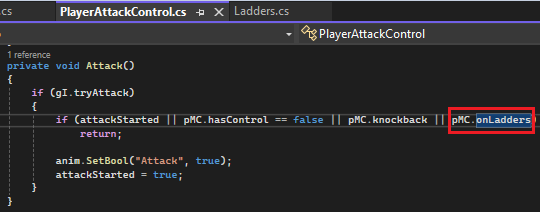 .cs
PlayerAttackControl.cs
Ladders.cs
PlayerAttackControl
1 reference
private void Attack()
{
if (gI.tryAttack)
{
if (attackStarted || pMC.hasControl == false || pMC.knockback || pMC.onLadders)
return;
anim.SetBool("Attack", true);
attackStarted = true;
}
}